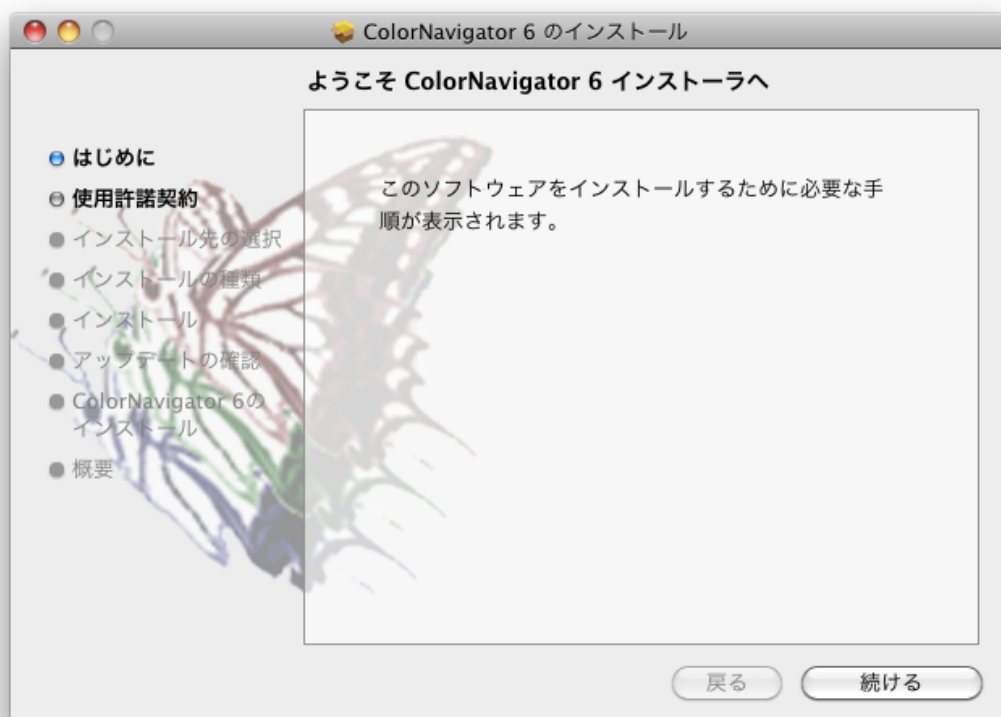 ColorNavigator 6 のインストール
ようこそ ColorNavigator 6 インストーラへ
はじめに
使用許諾契約
インストール先の選択
インストールの種類
インストール
アップデートの確認
ColorNavigator 6の
インストール
概要
このソフトウェアをインストールするために必要な手
順が表示されます。
戻る
続ける